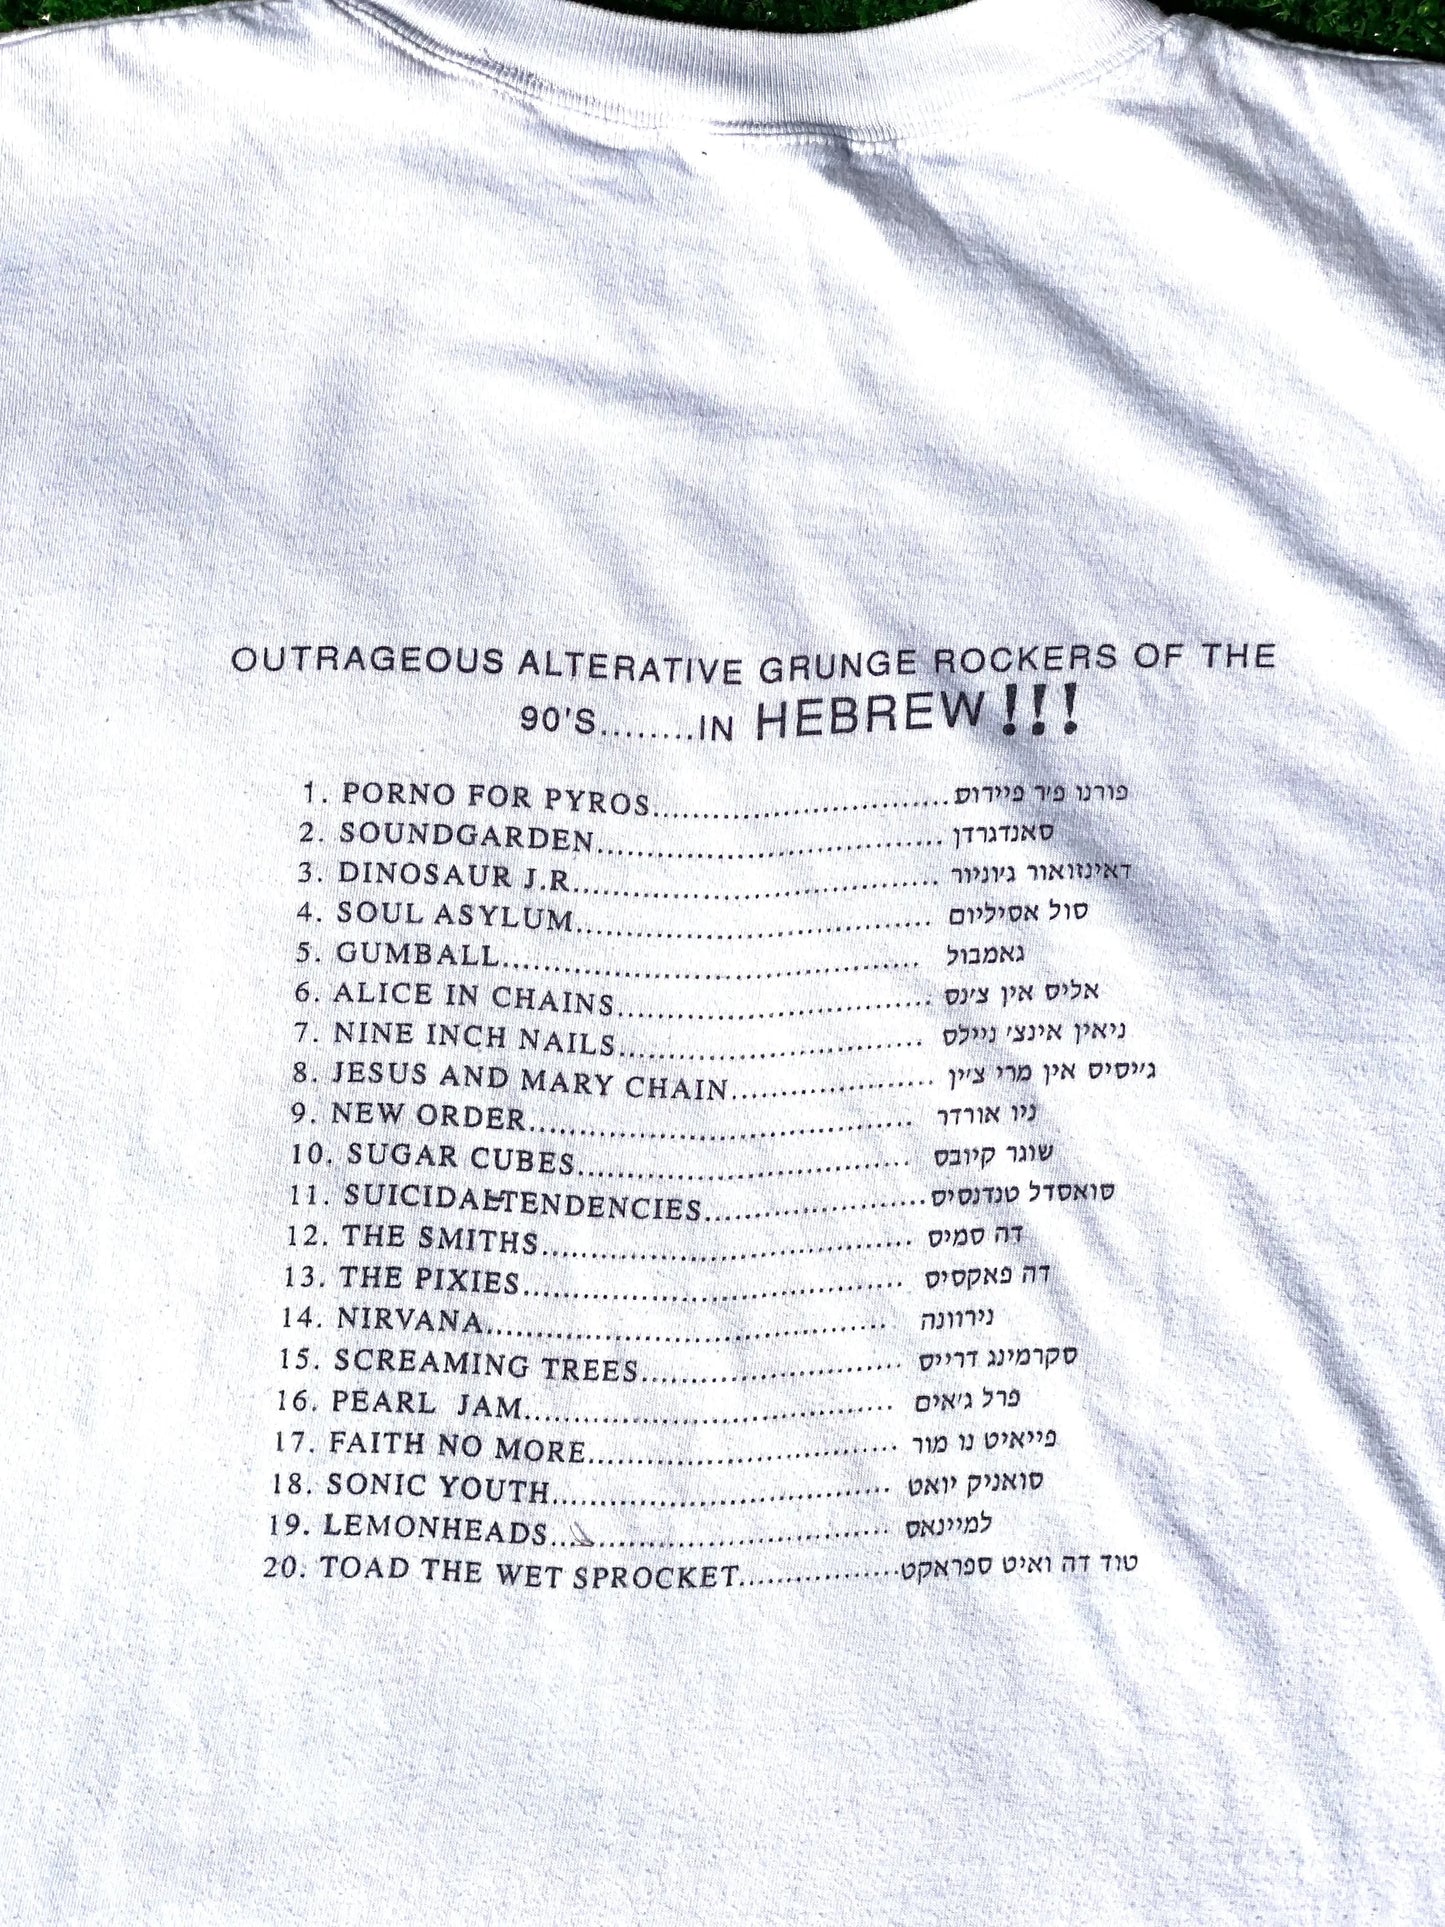 OUTRAGEOUS ALTERATIVE GRUNGE ROCKERS OF THE
90'S........IN HEBREW!!!
1. PORNO FOR PYROS..............................פורנו פ'ר פיירוס
2. SOUNDGARDEN................................... סאנדגרדן
3. DINOSAUR J.R..................................... דאינזואור ג'וניור
4. SOUL ASYLUM.................................... סול אסיליום
5. GUMBALL.......................................... גאמבול
6. ALICE IN CHAINS................................ אליס אין צ'נס
7. NINE INCH NAILS............................... ניאין אינצ' ניילס
8. JESUS AND MARY CHAIN.................... ג'יסיס אין מרי צ'ין
9. NEW ORDER....................................... ניו אורדר
10. SUGAR CUBES................................. שוגר קיובס
11. SUICIDAL TENDENCIES......................סואסדל טנדנסיס
12. THE SMITHS..................................... דה סמיס
13. THE PIXIES...................................... דה פאקסיס
14. NIRVANA......................................... נירוונה
15. SCREAMING TREES.......................... סקרמינג דרייס
16. PEARL JAM..................................... פרל ג'אים
17. FAITH NO MORE............................... פייאיט נו מור
18. SONIC YOUTH.................................. סואניק יואט
19. LEMONHEADS.................................. למיינאס
20. TOAD THE WET SPROCKET................טוד דה ואיט ספראקט